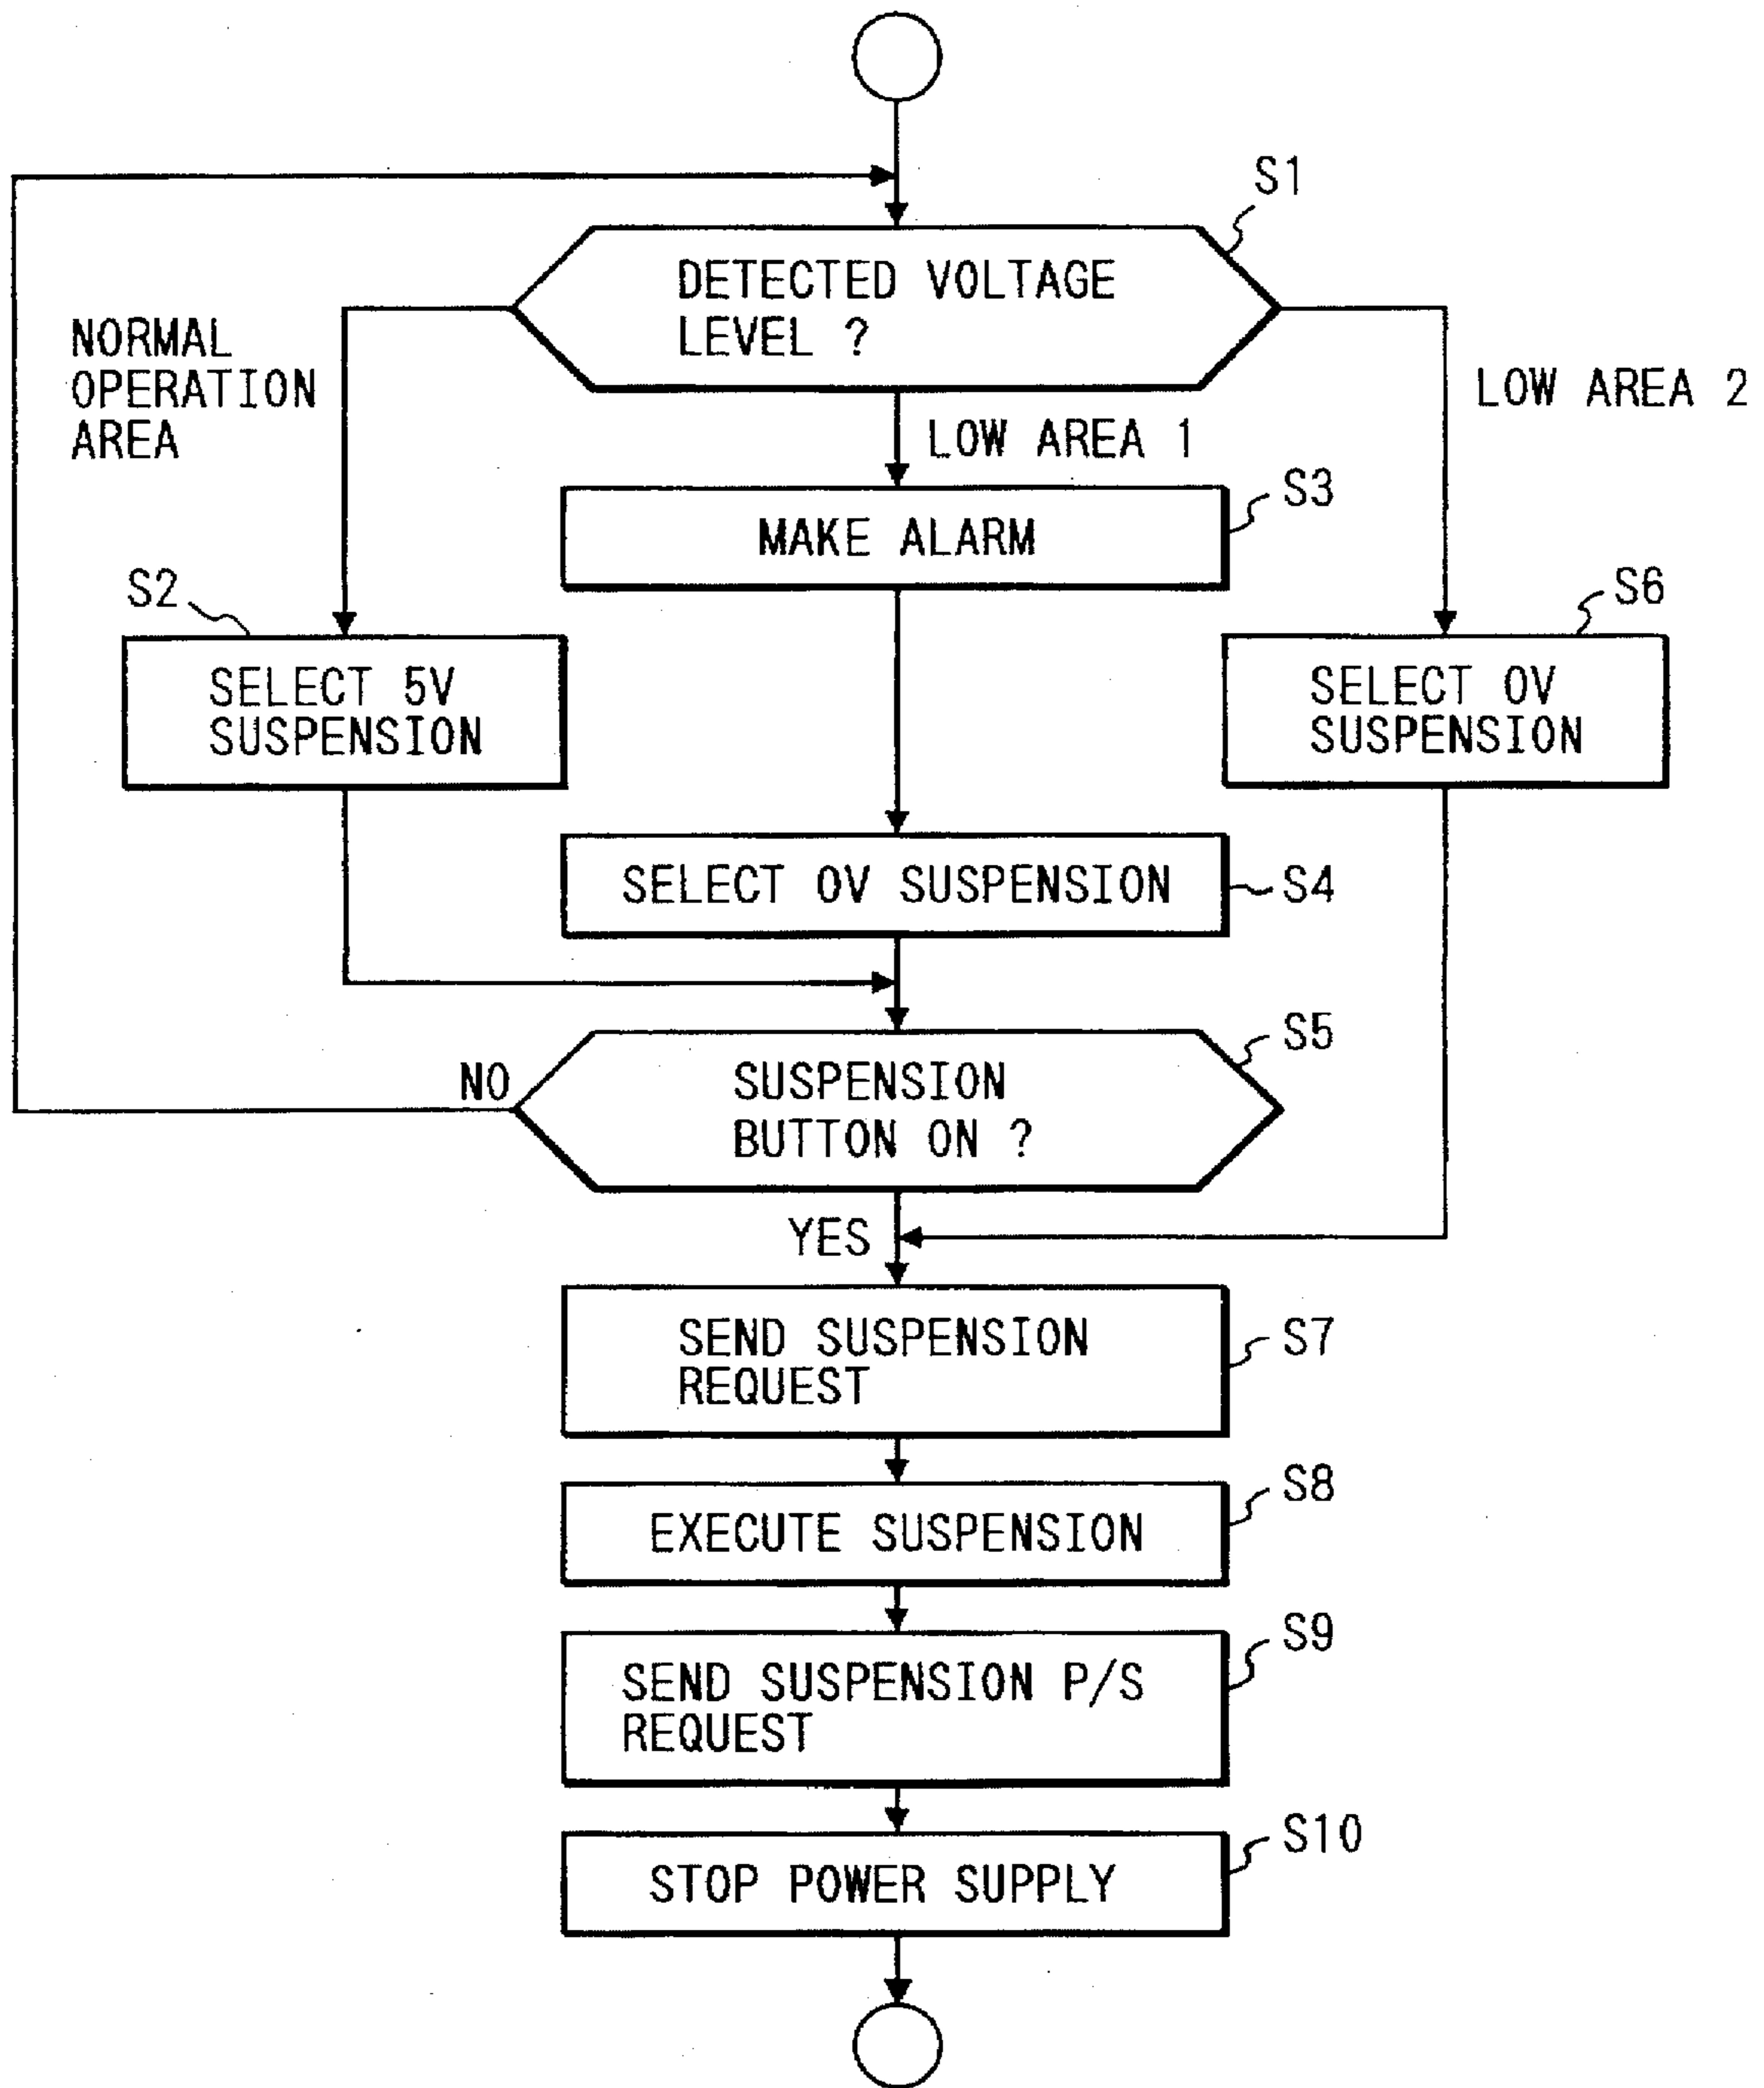 S1
DETECTED VOLTAGE
LEVEL ?
NORMAL
OPERATION
AREA
LOW AREA 1
LOW AREA 2
S3
MAKE ALARM
S2
SELECT 5V
SUSPENSION
S6
SELECT 0V
SUSPENSION
SELECT 0V SUSPENSION
S4
S5
SUSPENSION
BUTTON ON ?
NO
YES
SEND SUSPENSION
REQUEST
S7
S8
EXECUTE SUSPENSION
S9
SEND SUSPENSION P/S
REQUEST
S10
STOP POWER SUPPLY